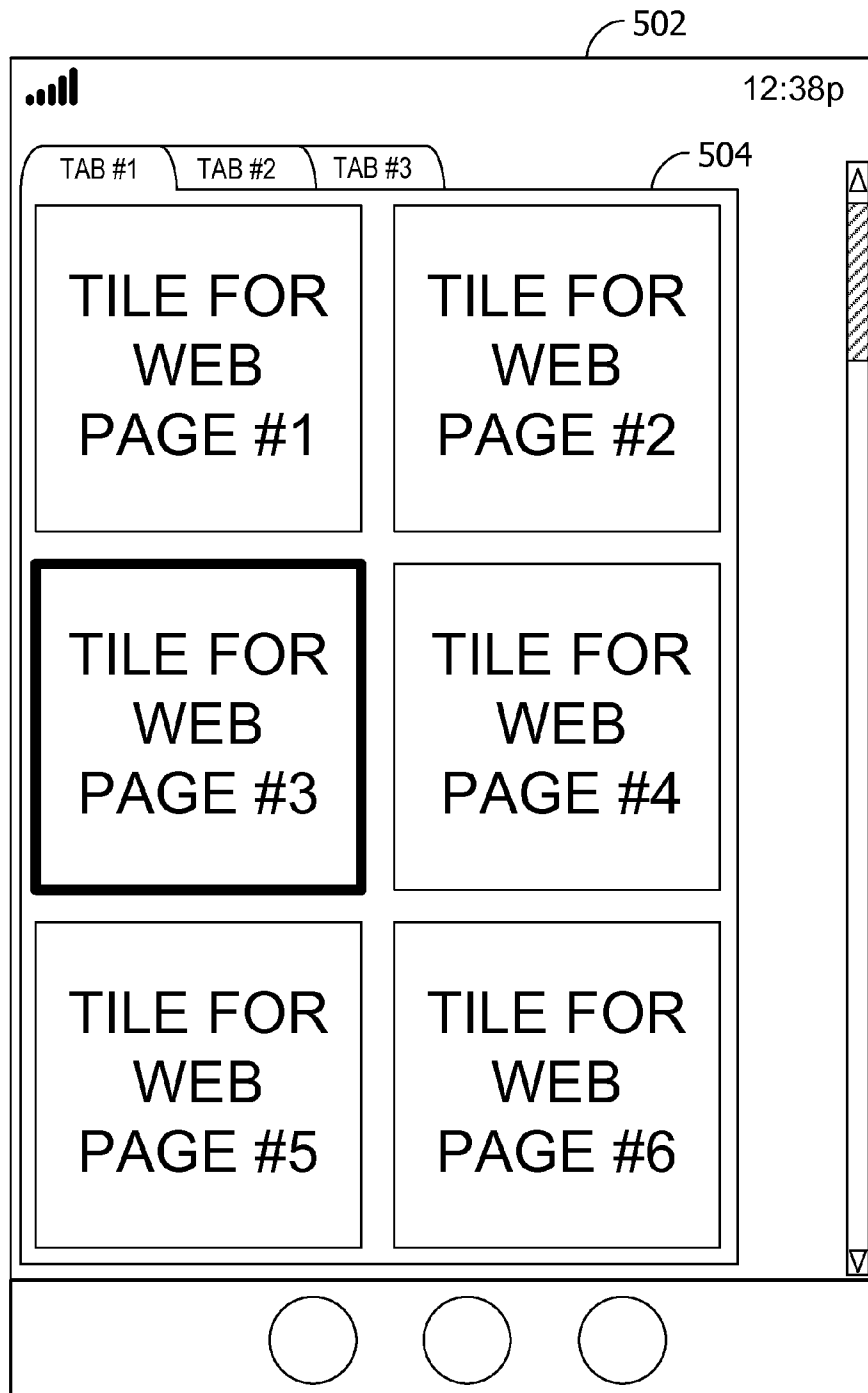 502
12:38p
504
TAB #1 TAB #2 TAB #3
TILE FOR
WEB
PAGE #1
TILE FOR
WEB
PAGE #2
TILE FOR
WEB
PAGE #3
TILE FOR
WEB
PAGE #4
TILE FOR
WEB
PAGE #5
TILE FOR
WEB
PAGE #6